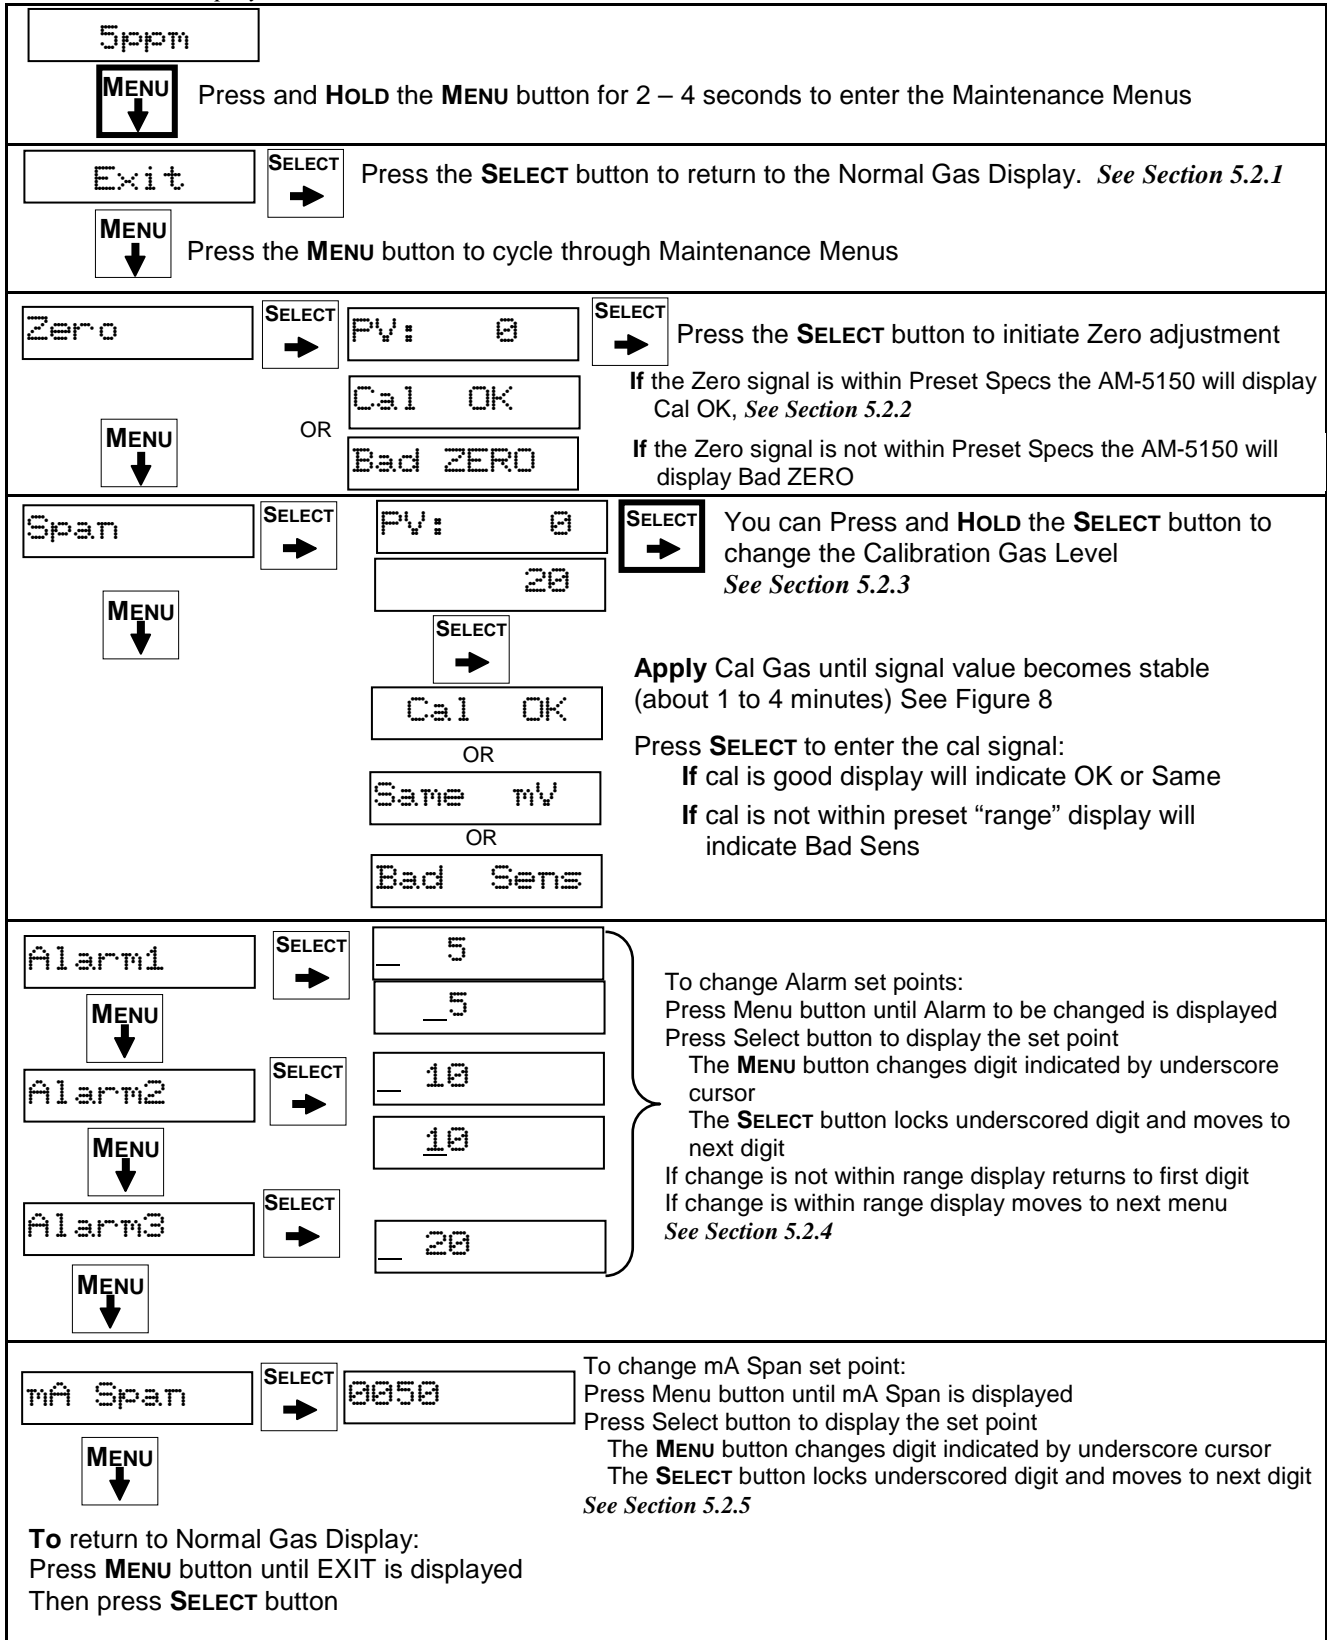 5ppm
MENU
Press and HOLD the MENU button for 2 – 4 seconds to enter the Maintenance Menus
Exit
SELECT
Press the SELECT button to return to the Normal Gas Display. See Section 5.2.1
MENU
Press the MENU button to cycle through Maintenance Menus
Zero
SELECT
PV: 0
SELECT
Press the SELECT button to initiate Zero adjustment
Cal OK
If the Zero signal is within Preset Specs the AM-5150 will display
Cal OK, See Section 5.2.2
MENU
OR
Bad ZERO
If the Zero signal is not within Preset Specs the AM-5150 will
display Bad ZERO
Span
SELECT
PV: 0
20
SELECT
You can Press and HOLD the SELECT button to
change the Calibration Gas Level
See Section 5.2.3
MENU
SELECT
Apply Cal Gas until signal value becomes stable
(about 1 to 4 minutes) See Figure 8
Cal OK
OR
Same mV
OR
Bad Sens
Press SELECT to enter the cal signal:
If cal is good display will indicate OK or Same
If cal is not within preset “range” display will
indicate Bad Sens
Alarm1
SELECT
_ 5
_5
MENU
Alarm2
SELECT
_ 10
10
MENU
Alarm3
SELECT
_ 20
MENU
To change Alarm set points:
Press Menu button until Alarm to be changed is displayed
Press Select button to display the set point
The MENU button changes digit indicated by underscore
cursor
The SELECT button locks underscored digit and moves to
next digit
If change is not within range display returns to first digit
If change is within range display moves to next menu
See Section 5.2.4
mA Span
SELECT
0050
MENU
To change mA Span set point:
Press Menu button until mA Span is displayed
Press Select button to display the set point
The MENU button changes digit indicated by underscore cursor
The SELECT button locks underscored digit and moves to next digit
See Section 5.2.5
To return to Normal Gas Display:
Press MENU button until EXIT is displayed
Then press SELECT button